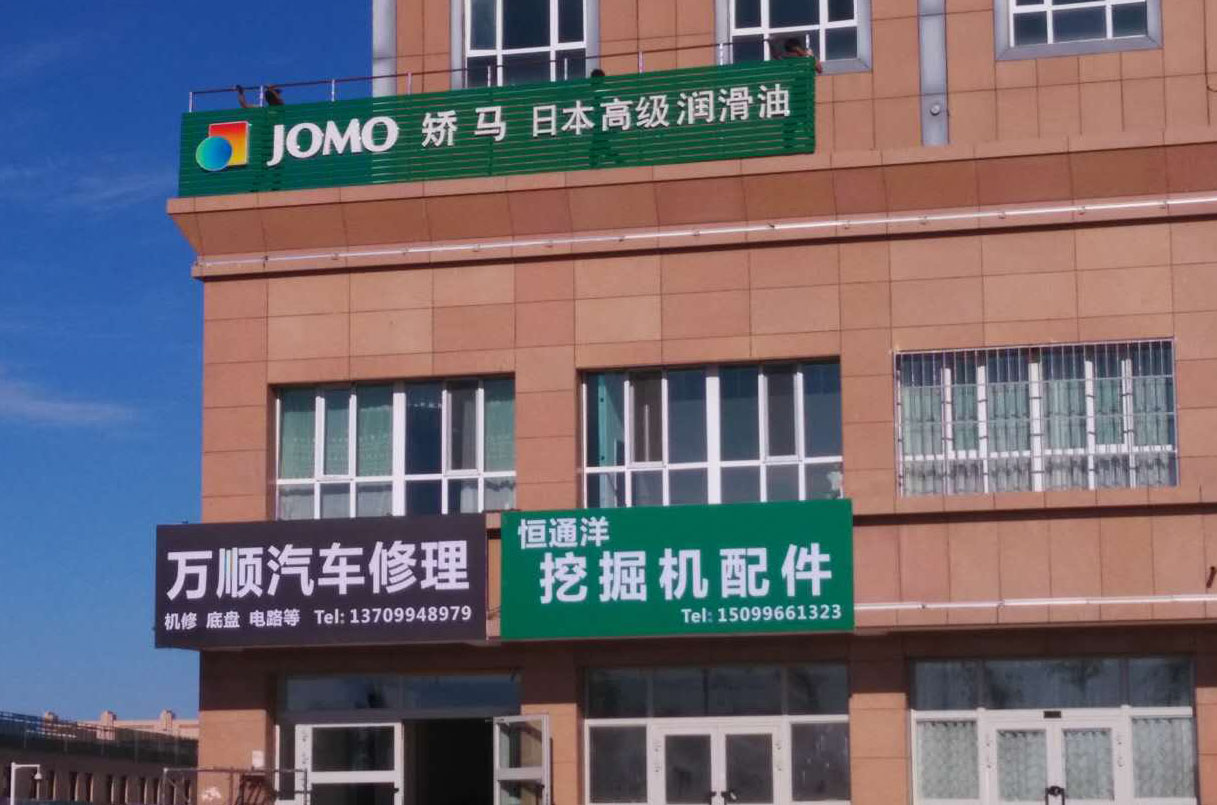 JOMO 矫马 日本高级润滑油
万顺汽车修理
机修 底盘 电路等 Tel: 13709948979
恒通洋
挖掘机配件
Tel: 15099661323